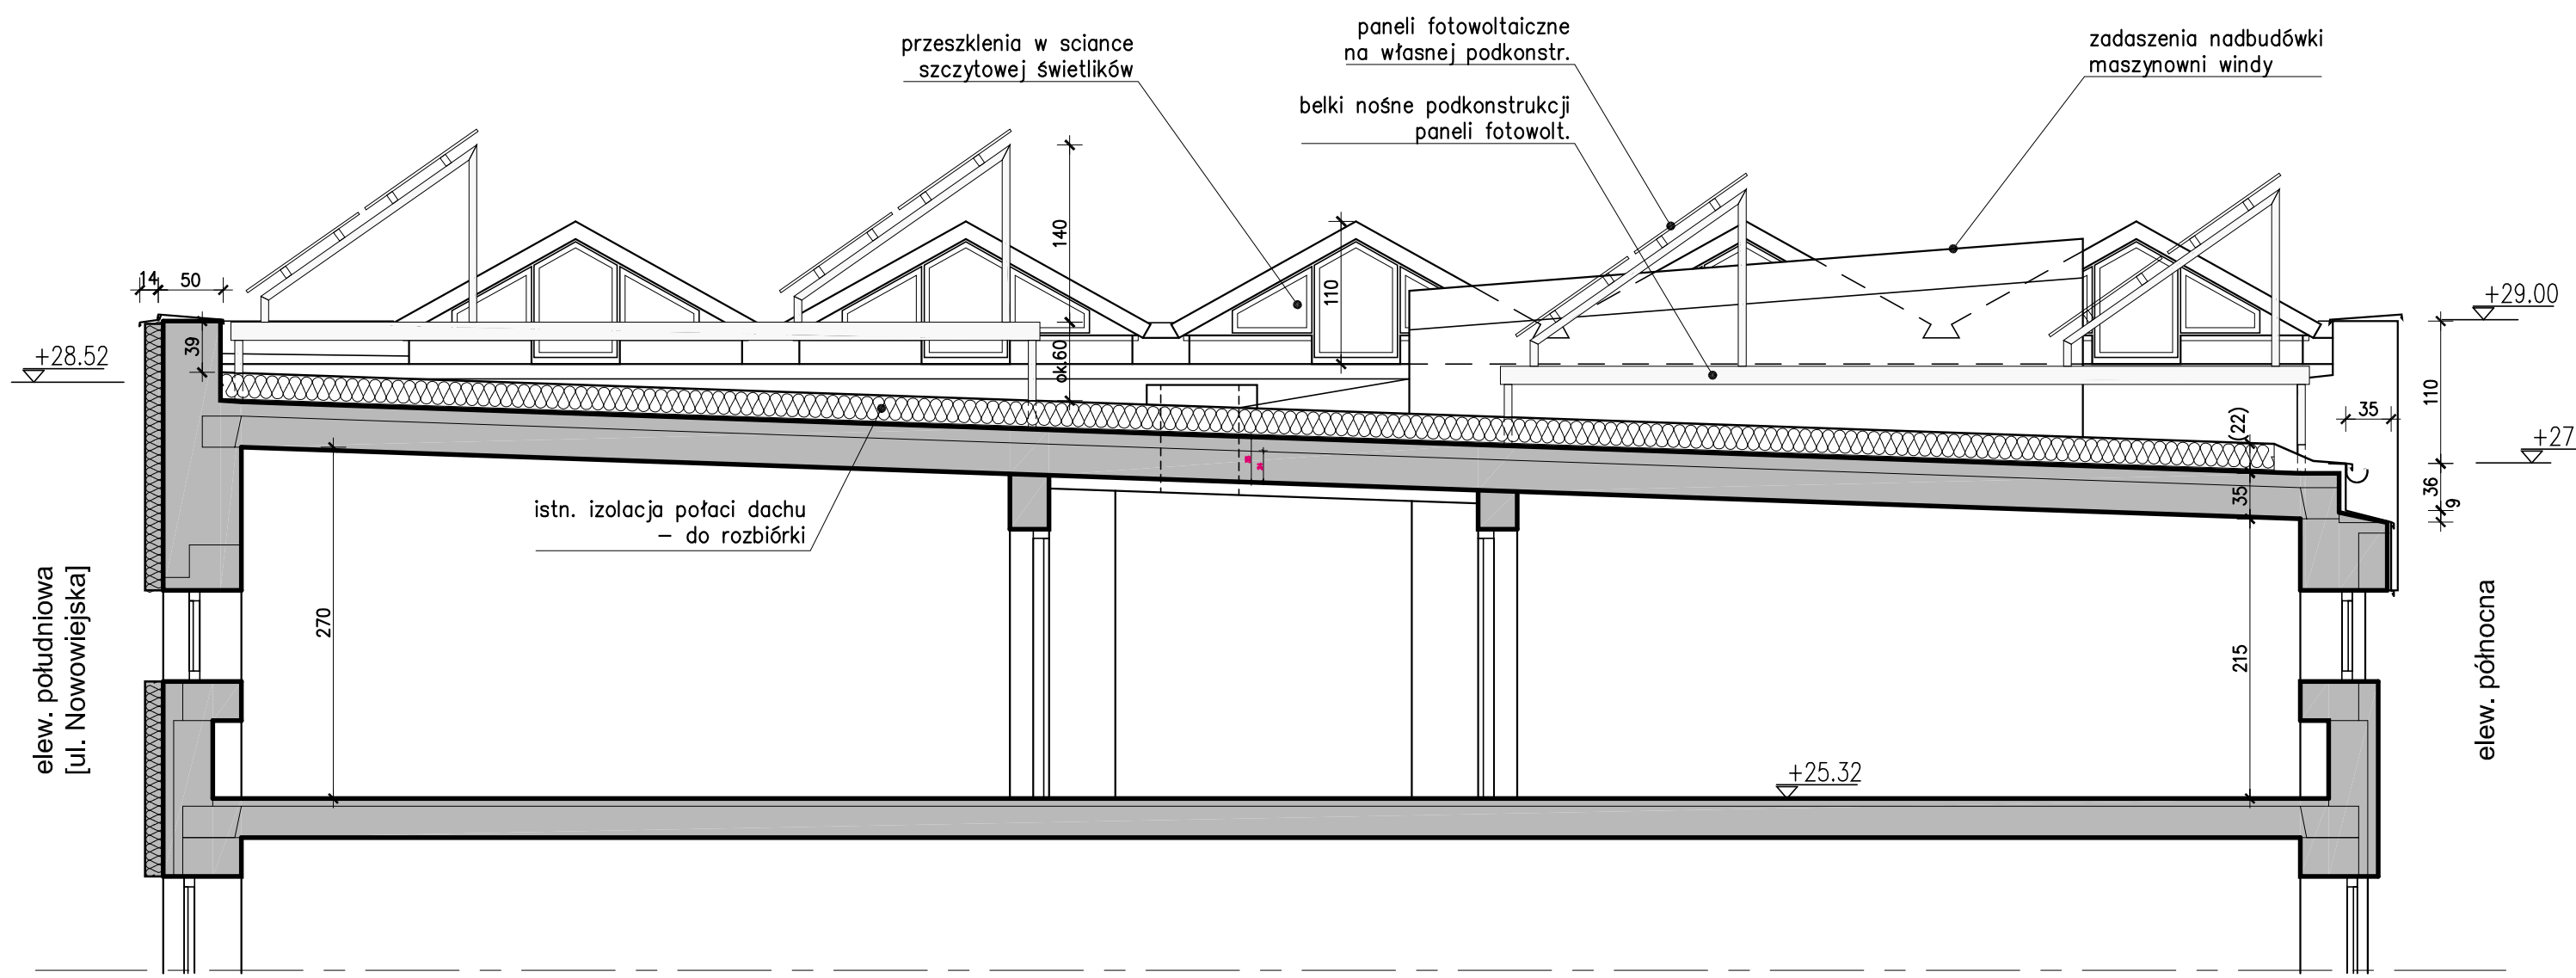 przeszklenia w sciance
szczytowej świetlików
paneli fotowoltaiczne
na własnej podkonstr.
belki nośne podkonstrukcji
paneli fotowolt.
zadaszenia nadbudówki
maszynowni windy
14
50
39
+28.52
140
ok.60
110
+29.00
110
35
(22)
+27
36
9
35
istn. izolacja połaci dachu
– do rozbiórki
270
215
+25.32
elew. południowa
[ul. Nowowiejska]
elew. północna